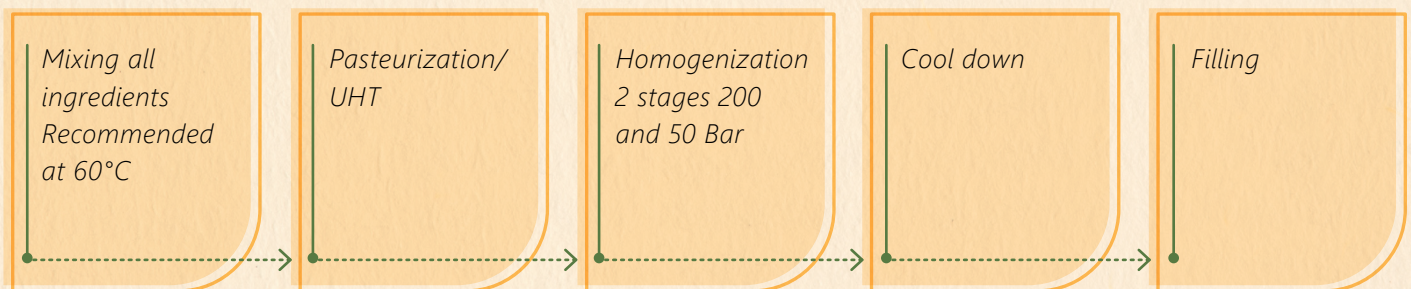 Mixing all
ingredients
Recommended
at 60°C
Pasteurization/
UHT
Homogenization
2 stages 200
and 50 Bar
Cool down
Filling